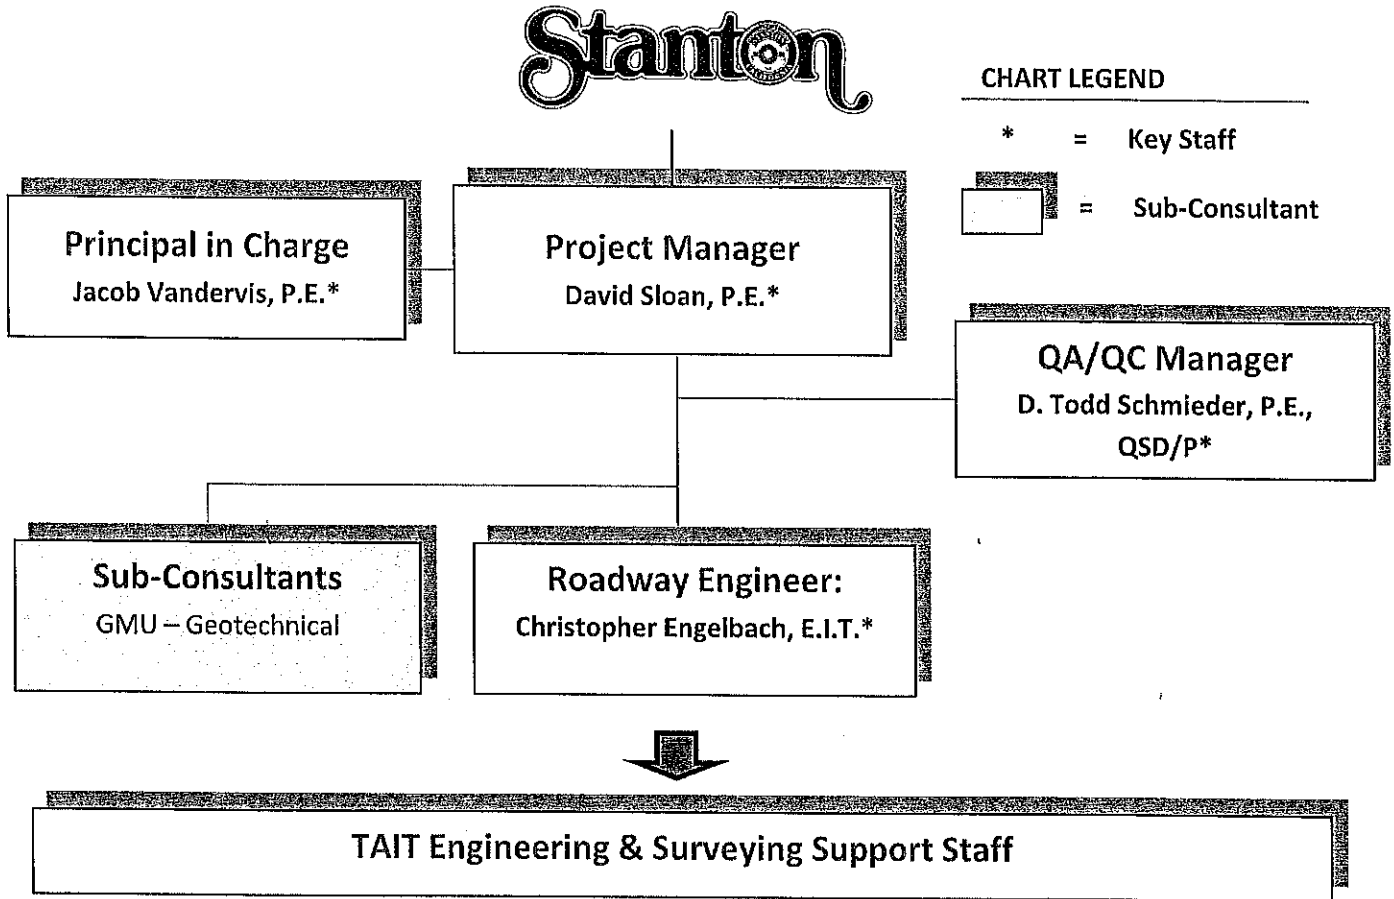 Stanton
CHART LEGEND
* = Key Staff
= Sub-Consultant
Principal in Charge
Jacob Vandervis, P.E.*
Project Manager
David Sloan, P.E.*
QA/QC Manager
D. Todd Schmieder, P.E.,
QSD/P*
Sub-Consultants
GMU – Geotechnical
Roadway Engineer:
Christopher Engelbach, E.I.T.*
TAIT Engineering & Surveying Support Staff